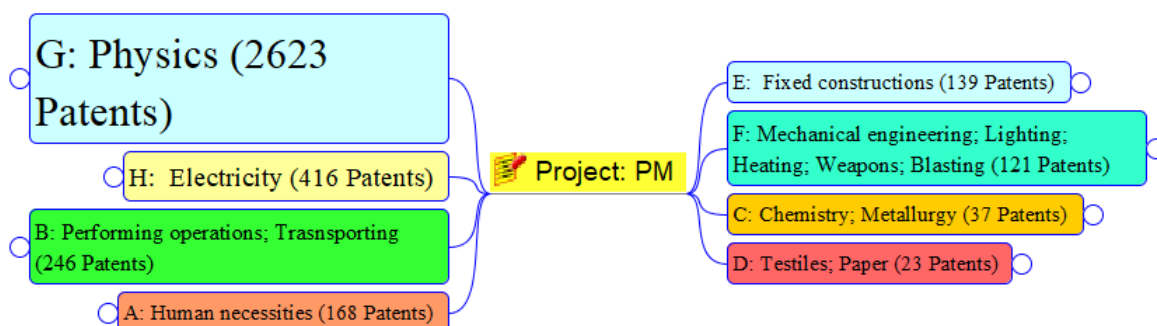 G: Physics (2623
Patents)
H:  Electricity (416 Patents)
B: Performing operations; Trasnsporting
(246 Patents)
A: Human necessities (168 Patents)
Project: PM
E:  Fixed constructions (139 Patents)
F: Mechanical engineering; Lighting;
Heating; Weapons; Blasting (121 Patents)
C: Chemistry; Metallurgy (37 Patents)
D: Testiles; Paper (23 Patents)